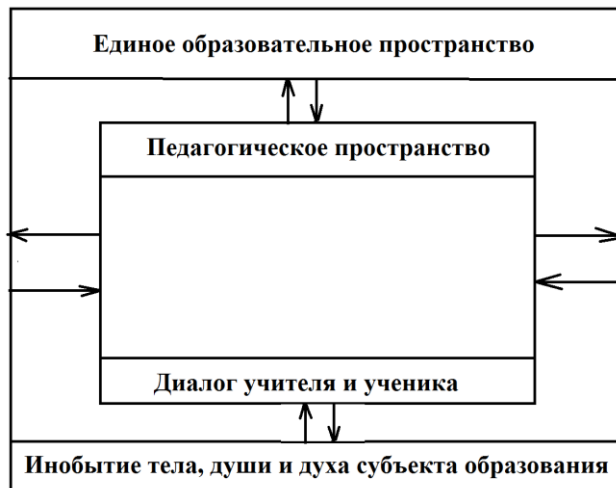 Единое образовательное пространство
Педагогическое пространство
Диалог учителя и ученика
Инобытие тела, души и духа субъекта образования